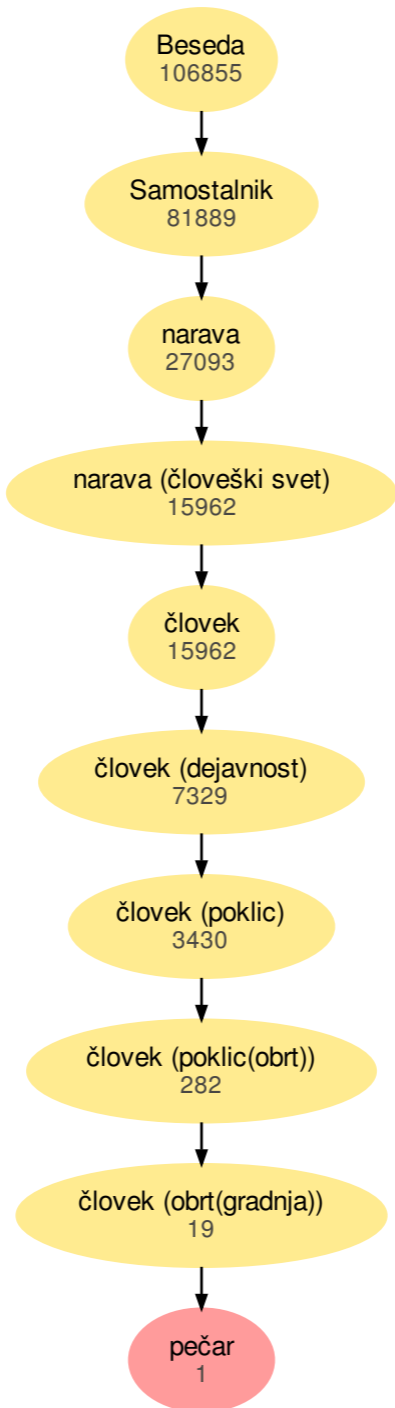 Beseda
106855
Samostalnik
81889
narava
27093
narava (človeški svet)
15962
človek
15962
človek (dejavnost)
7329
človek (poklic)
3430
človek (poklic(obrt))
282
človek (obrt(gradnja))
19
pečar
1